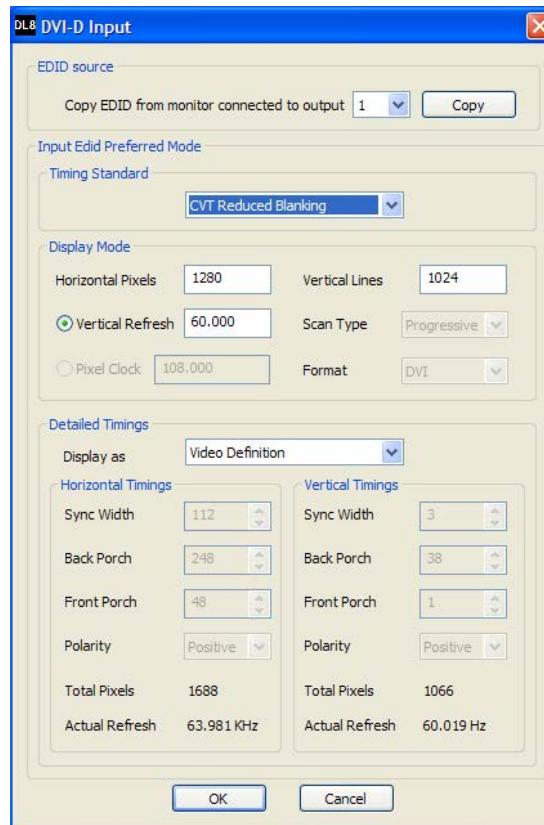 DL8 DVI-D Input
EDID source
Copy EDID from monitor connected to output 1 Copy
Input Edid Preferred Mode
Timing Standard
CVT Reduced Blanking
Display Mode
Horizontal Pixels 1280 Vertical Lines 1024
Vertical Refresh 60.000 Scan Type Progressive
Pixel Clock 108.000 Format DVI
Detailed Timings
Display as Video Definition
Horizontal Timings Vertical Timings
Sync Width 112 Sync Width 3
Back Porch 248 Back Porch 38
Front Porch 48 Front Porch 1
Polarity Positive Polarity Positive
Total Pixels 1688 Total Pixels 1066
Actual Refresh 63.981 KHz Actual Refresh 60.019 Hz
OK Cancel